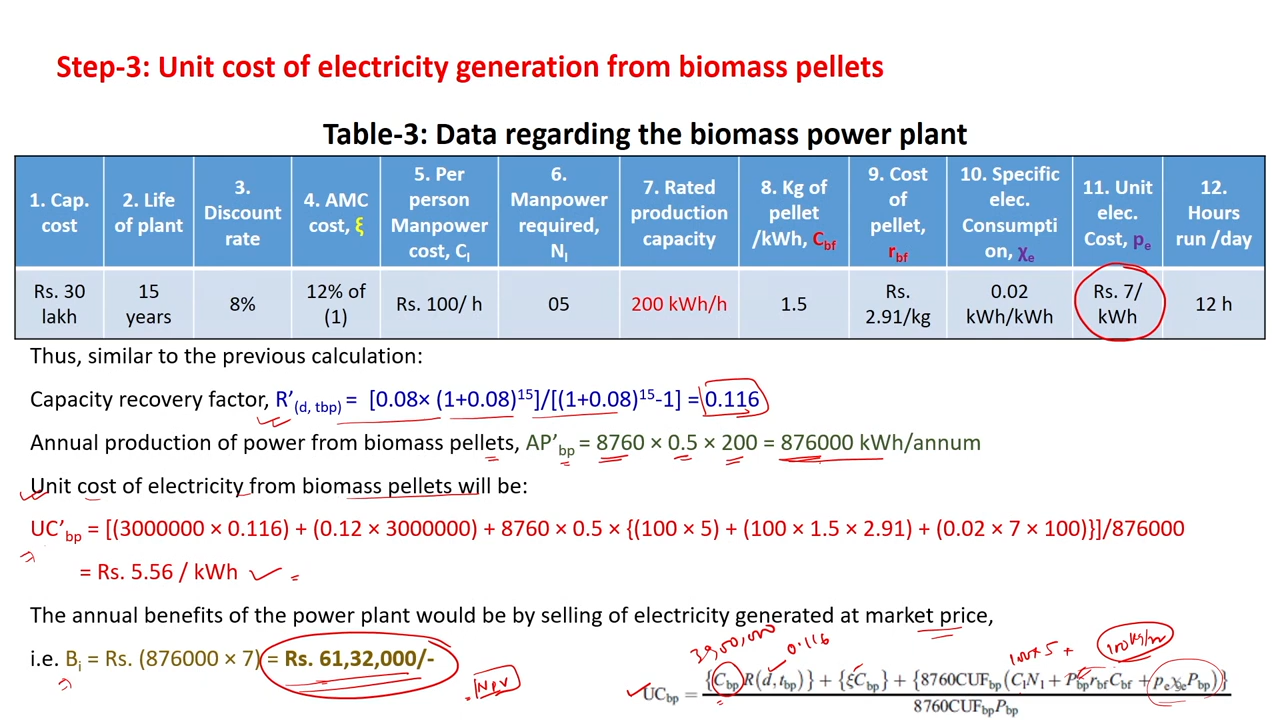 Step-3: Unit cost of electricity generation from biomass pellets
Table-3: Data regarding the biomass power plant
1. Cap. cost | 2. Life of plant | 3. Discount rate | 4. AMC cost, ξ | 5. Per person Manpower cost, Cl | 6. Manpower required, Nl | 7. Rated production capacity | 8. Kg of pellet /kWh, Cbf | 9. Cost of pellet, rbf | 10. Specific elec. Consumpti on, χe | 11. Unit elec. Cost, pe | 12. Hours run /day
Rs. 30 lakh | 15 years | 8% | 12% of (1) | Rs. 100/ h | 05 | 200 kWh/h | 1.5 | Rs. 2.91/kg | 0.02 kWh/kWh | Rs. 7/ kWh | 12 h
Thus, similar to the previous calculation:
Capacity recovery factor, R'(d, tbp) = [0.08× (1+0.08)^15]/[(1+0.08)^15-1] = 0.116
Annual production of power from biomass pellets, AP'bp = 8760 × 0.5 × 200 = 876000 kWh/annum
Unit cost of electricity from biomass pellets will be:
UC'bp = [(3000000 × 0.116) + (0.12 × 3000000) + 8760 × 0.5 × {(100 × 5) + (100 × 1.5 × 2.91) + (0.02 × 7 × 100)}]/876000
= Rs. 5.56 / kWh
The annual benefits of the power plant would be by selling of electricity generated at market price,
i.e. Bi = Rs. (876000 × 7) = Rs. 61,32,000/-
NPV
0.116
100×5 +
UCbp = {CbpR(d, tbp)} + {ξCbp} + {8760CUFbp(ClNl + PbprbfCbf + peχePbp)}
8760CUFbpPbp